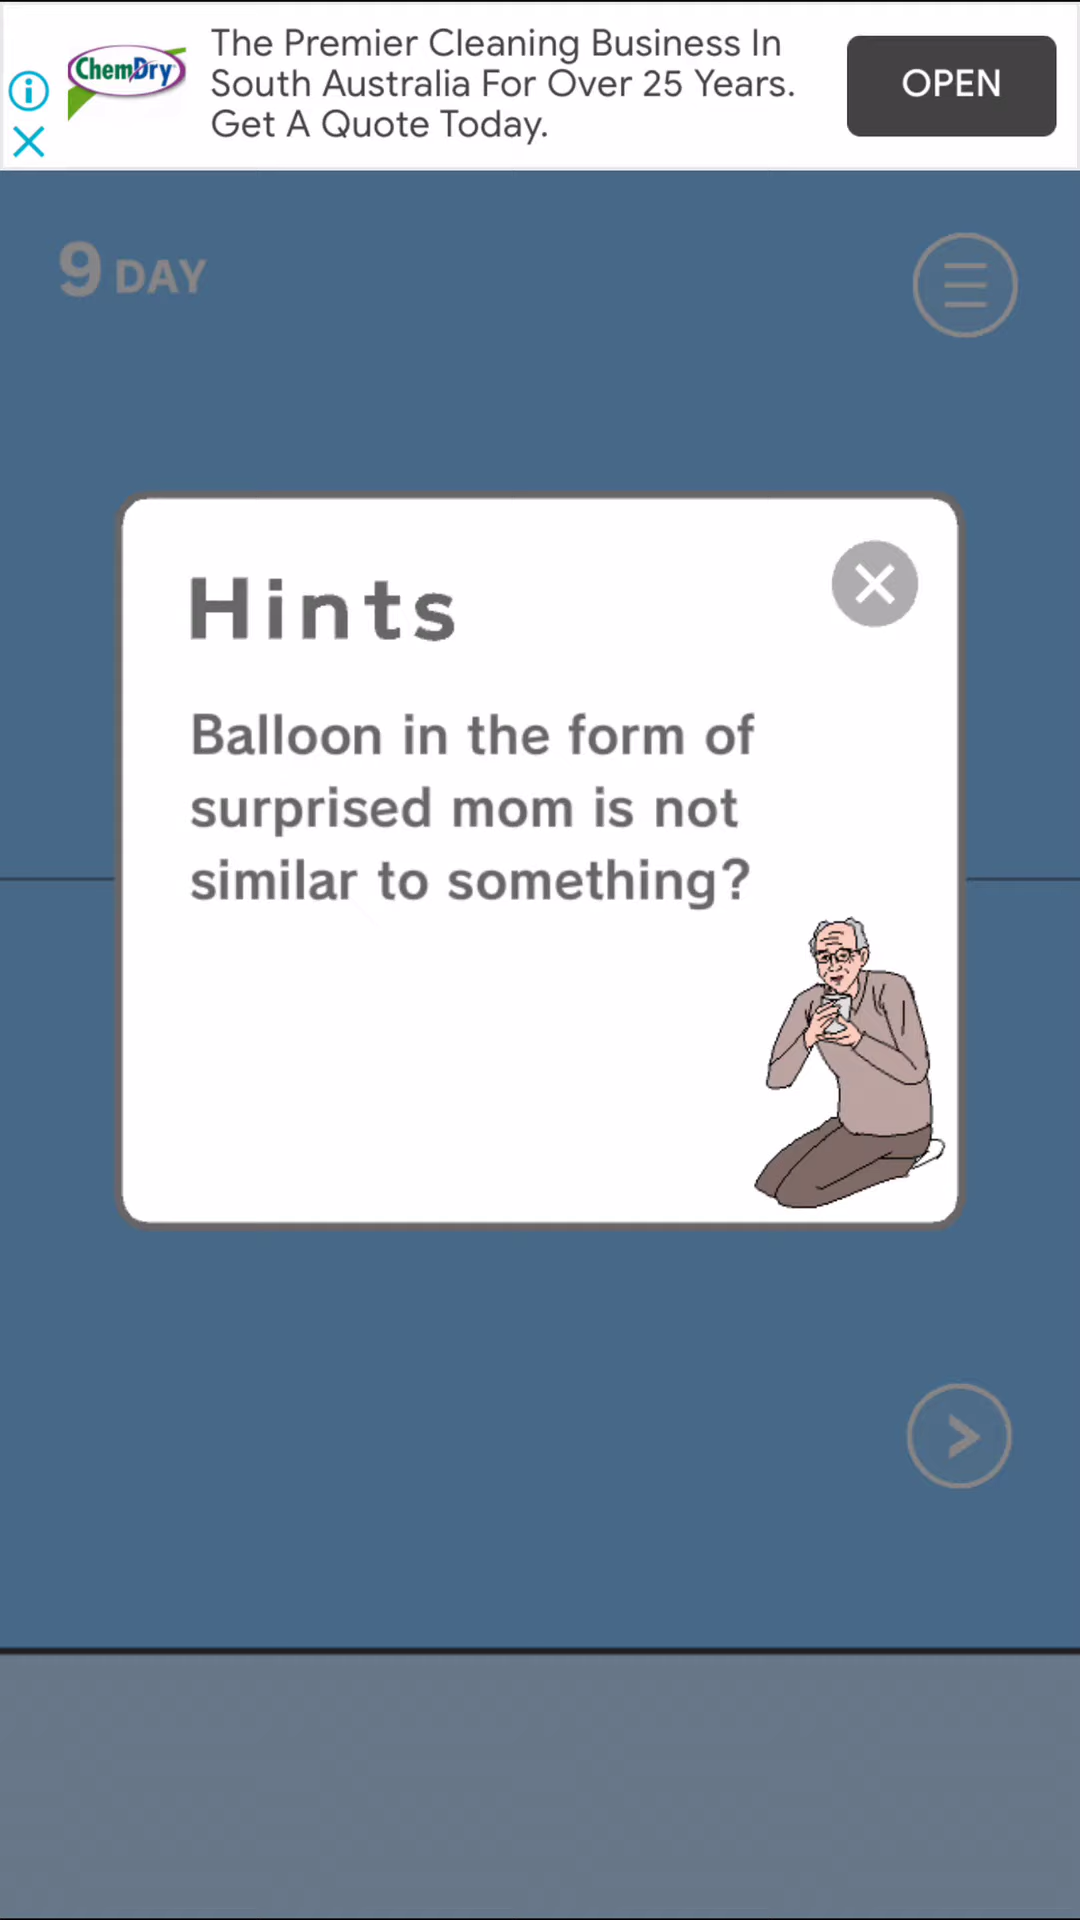 The Premier Cleaning Business In
South Australia For Over 25 Years.
Get A Quote Today.
ChemDry
OPEN
9 DAY
Hints
Balloon in the form of
surprised mom is not
similar to something?